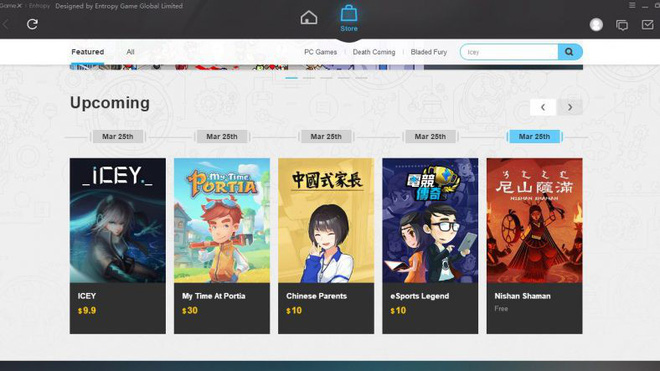 Game.X
Entropy
Designed by Entropy Game Global Limited
Store
Featured
All
PC Games
Death Coming
Bladed Fury
icey
Upcoming
Mar 25th
Mar 25th
Mar 25th
Mar 25th
Mar 25th
_ICEY._
My Time at
PORTIA
中國式家長
電競
傳奇
尼山薩滿
NISHAN SHAMAN
ICEY
$9.9
My Time At Portia
$30
Chinese Parents
$10
eSports Legend
$10
Nishan Shaman
Free